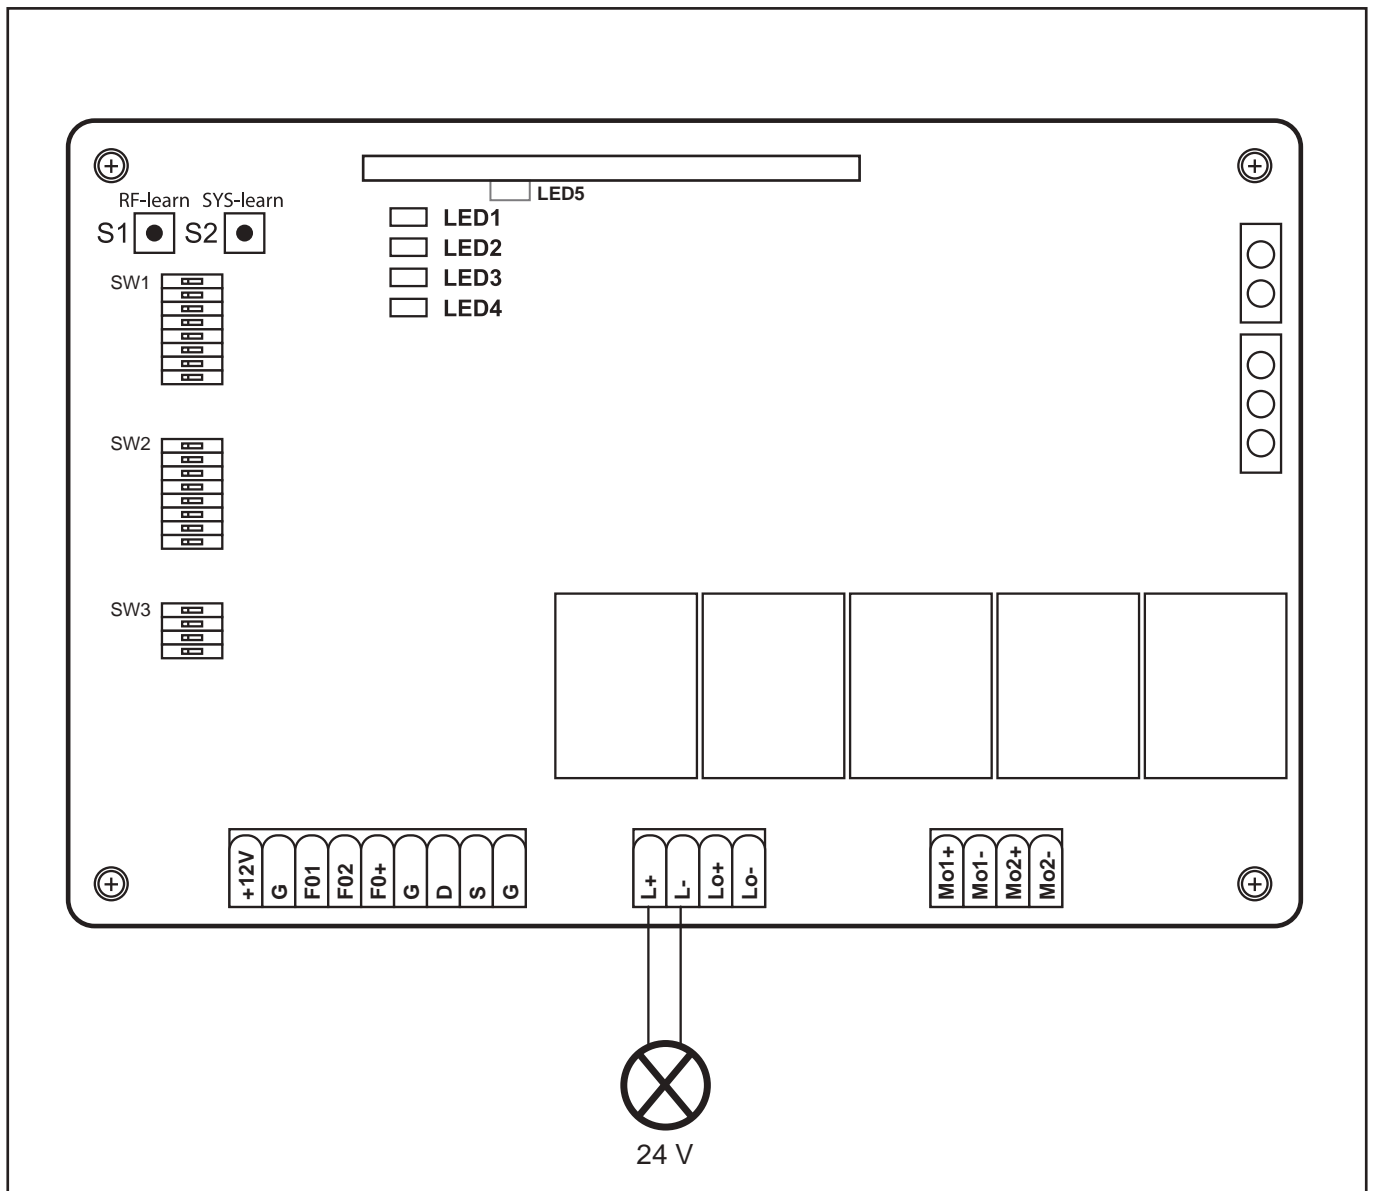 LED5
RF-learn SYS-learn
S1 S2
LED1
LED2
LED3
LED4
SW1
SW2
SW3
+12V G F01 F02 F0+ G D S G
L+ L- Lo+ Lo-
Mo1+ Mo1- Mo2+ Mo2-
24 V